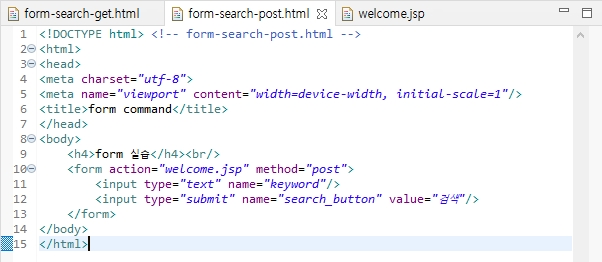 form-search-get.html form-search-post.html welcome.jsp
1 <!DOCTYPE html> <!-- form-search-post.html -->
2 <html>
3 <head>
4 <meta charset="utf-8">
5 <meta name="viewport" content="width=device-width, initial-scale=1"/>
6 <title>form command</title>
7 </head>
8 <body>
9 <h4>form 실습</h4><br/>
10 <form action="welcome.jsp" method="post">
11 <input type="text" name="keyword"/>
12 <input type="submit" name="search_button" value="검색"/>
13 </form>
14 </body>
15 </html>